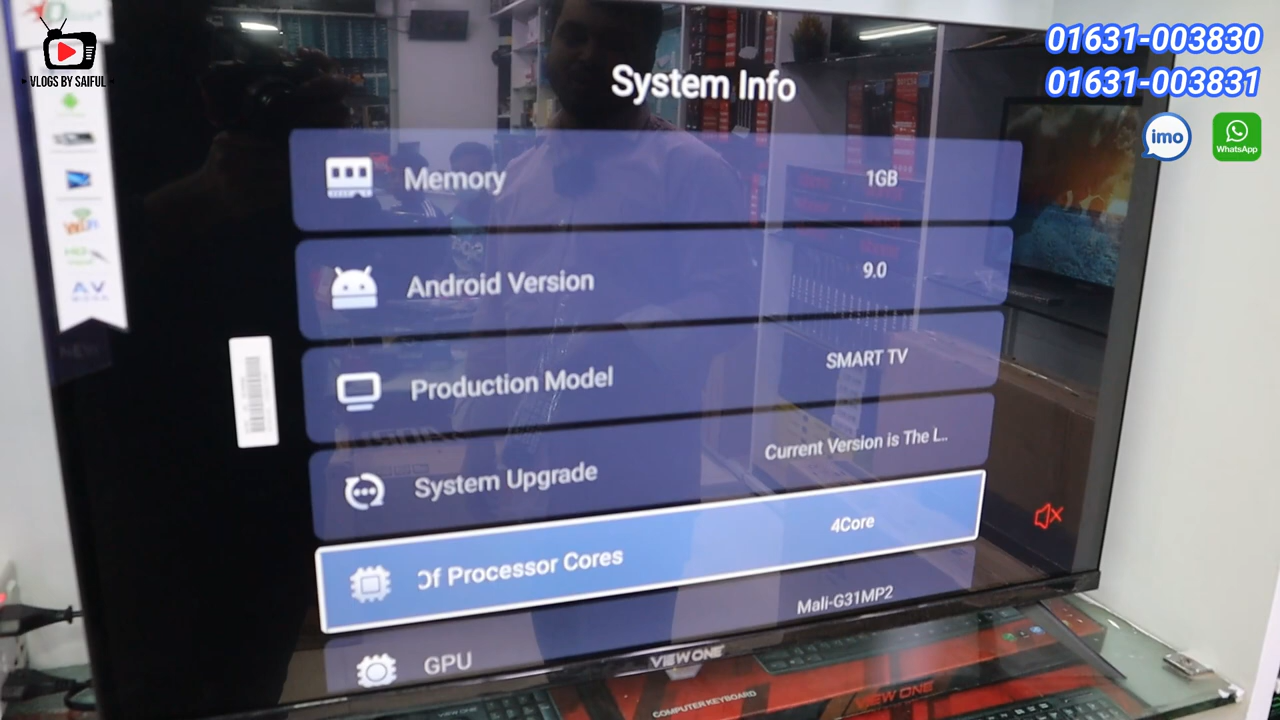 01631-003830
01631-003831
imo
WhatsApp
VLOGS BY SAIFUL
System Info
Memory 1GB
Android Version 9.0
Production Model SMART TV
System Upgrade Current Version is The L..
Of Processor Cores 4Core
GPU Mali-G31MP2
AV
VIEW ONE
COMPUTER KEYBOARD
VIEW ONE